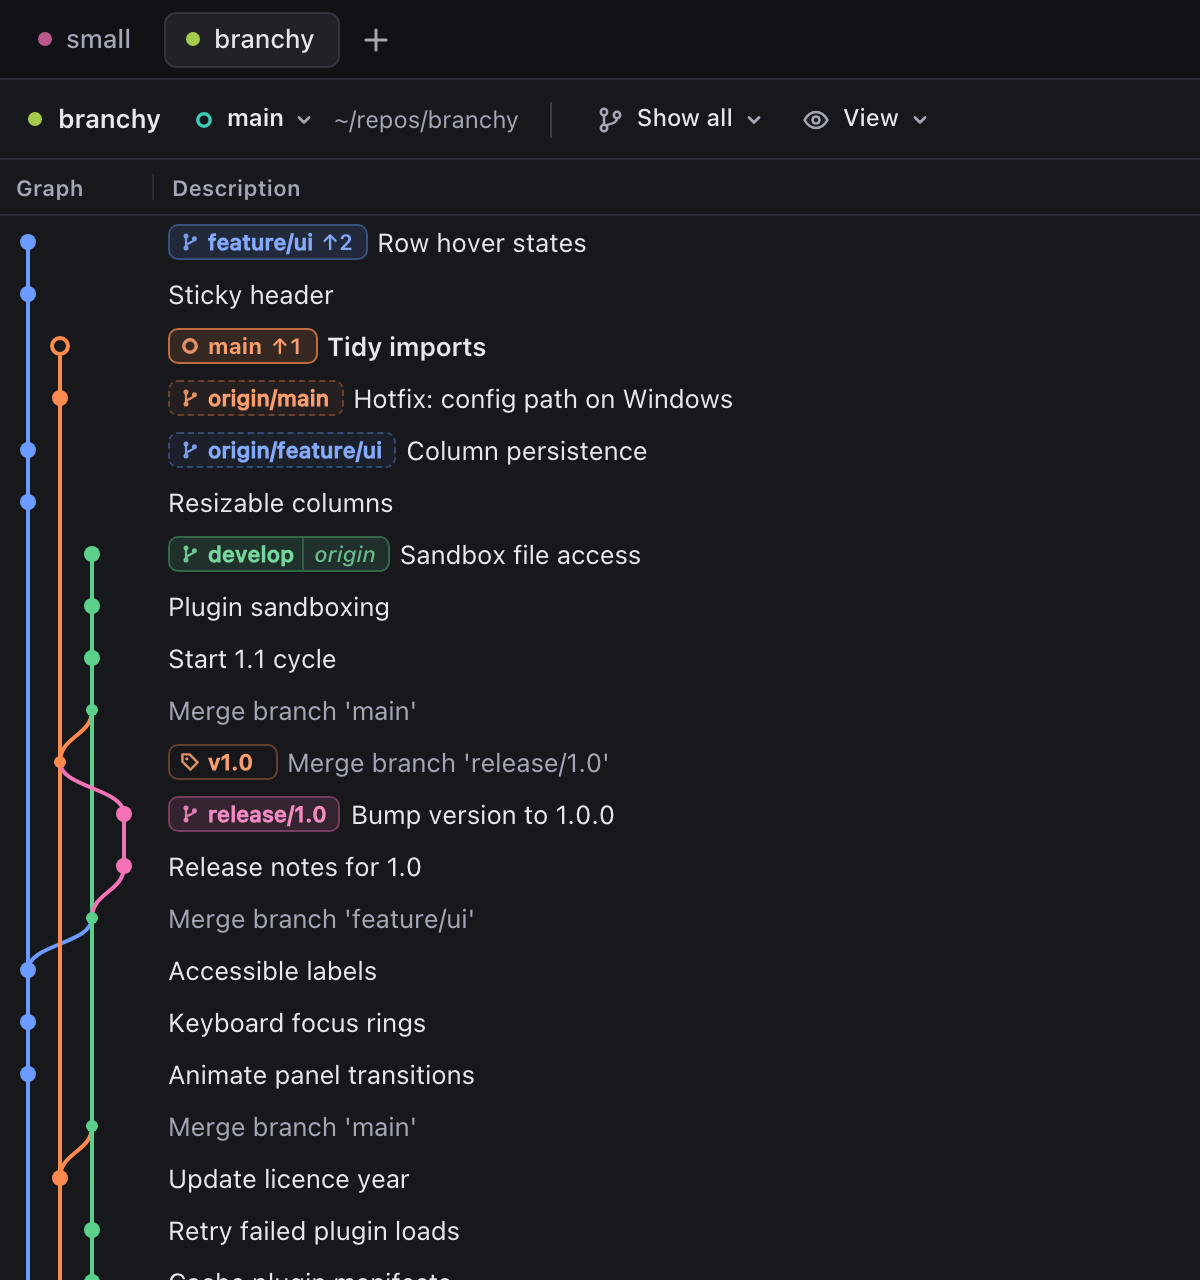 small branchy +
branchy main ~/repos/branchy Show all View
Graph Description
feature/ui ↑2 Row hover states
Sticky header
main ↑1 Tidy imports
origin/main Hotfix: config path on Windows
origin/feature/ui Column persistence
Resizable columns
develop origin Sandbox file access
Plugin sandboxing
Start 1.1 cycle
Merge branch 'main'
v1.0 Merge branch 'release/1.0'
release/1.0 Bump version to 1.0.0
Release notes for 1.0
Merge branch 'feature/ui'
Accessible labels
Keyboard focus rings
Animate panel transitions
Merge branch 'main'
Update licence year
Retry failed plugin loads
Cache plugin manifests